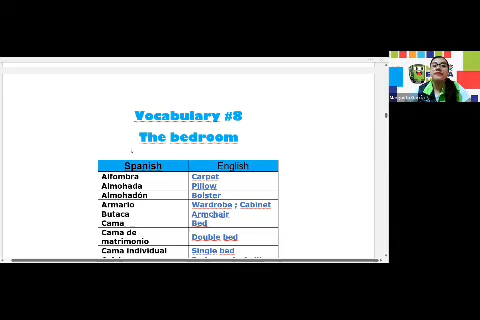 Vocabulary #8
The bedroom
Spanish English
Alfombra Carpet
Almohada Pillow
Almohadón Bolster
Armario Wardrobe ; Cabinet
Butaca Armchair
Cama Bed
Cama de matrimonio Double bed
Cama individual Single bed